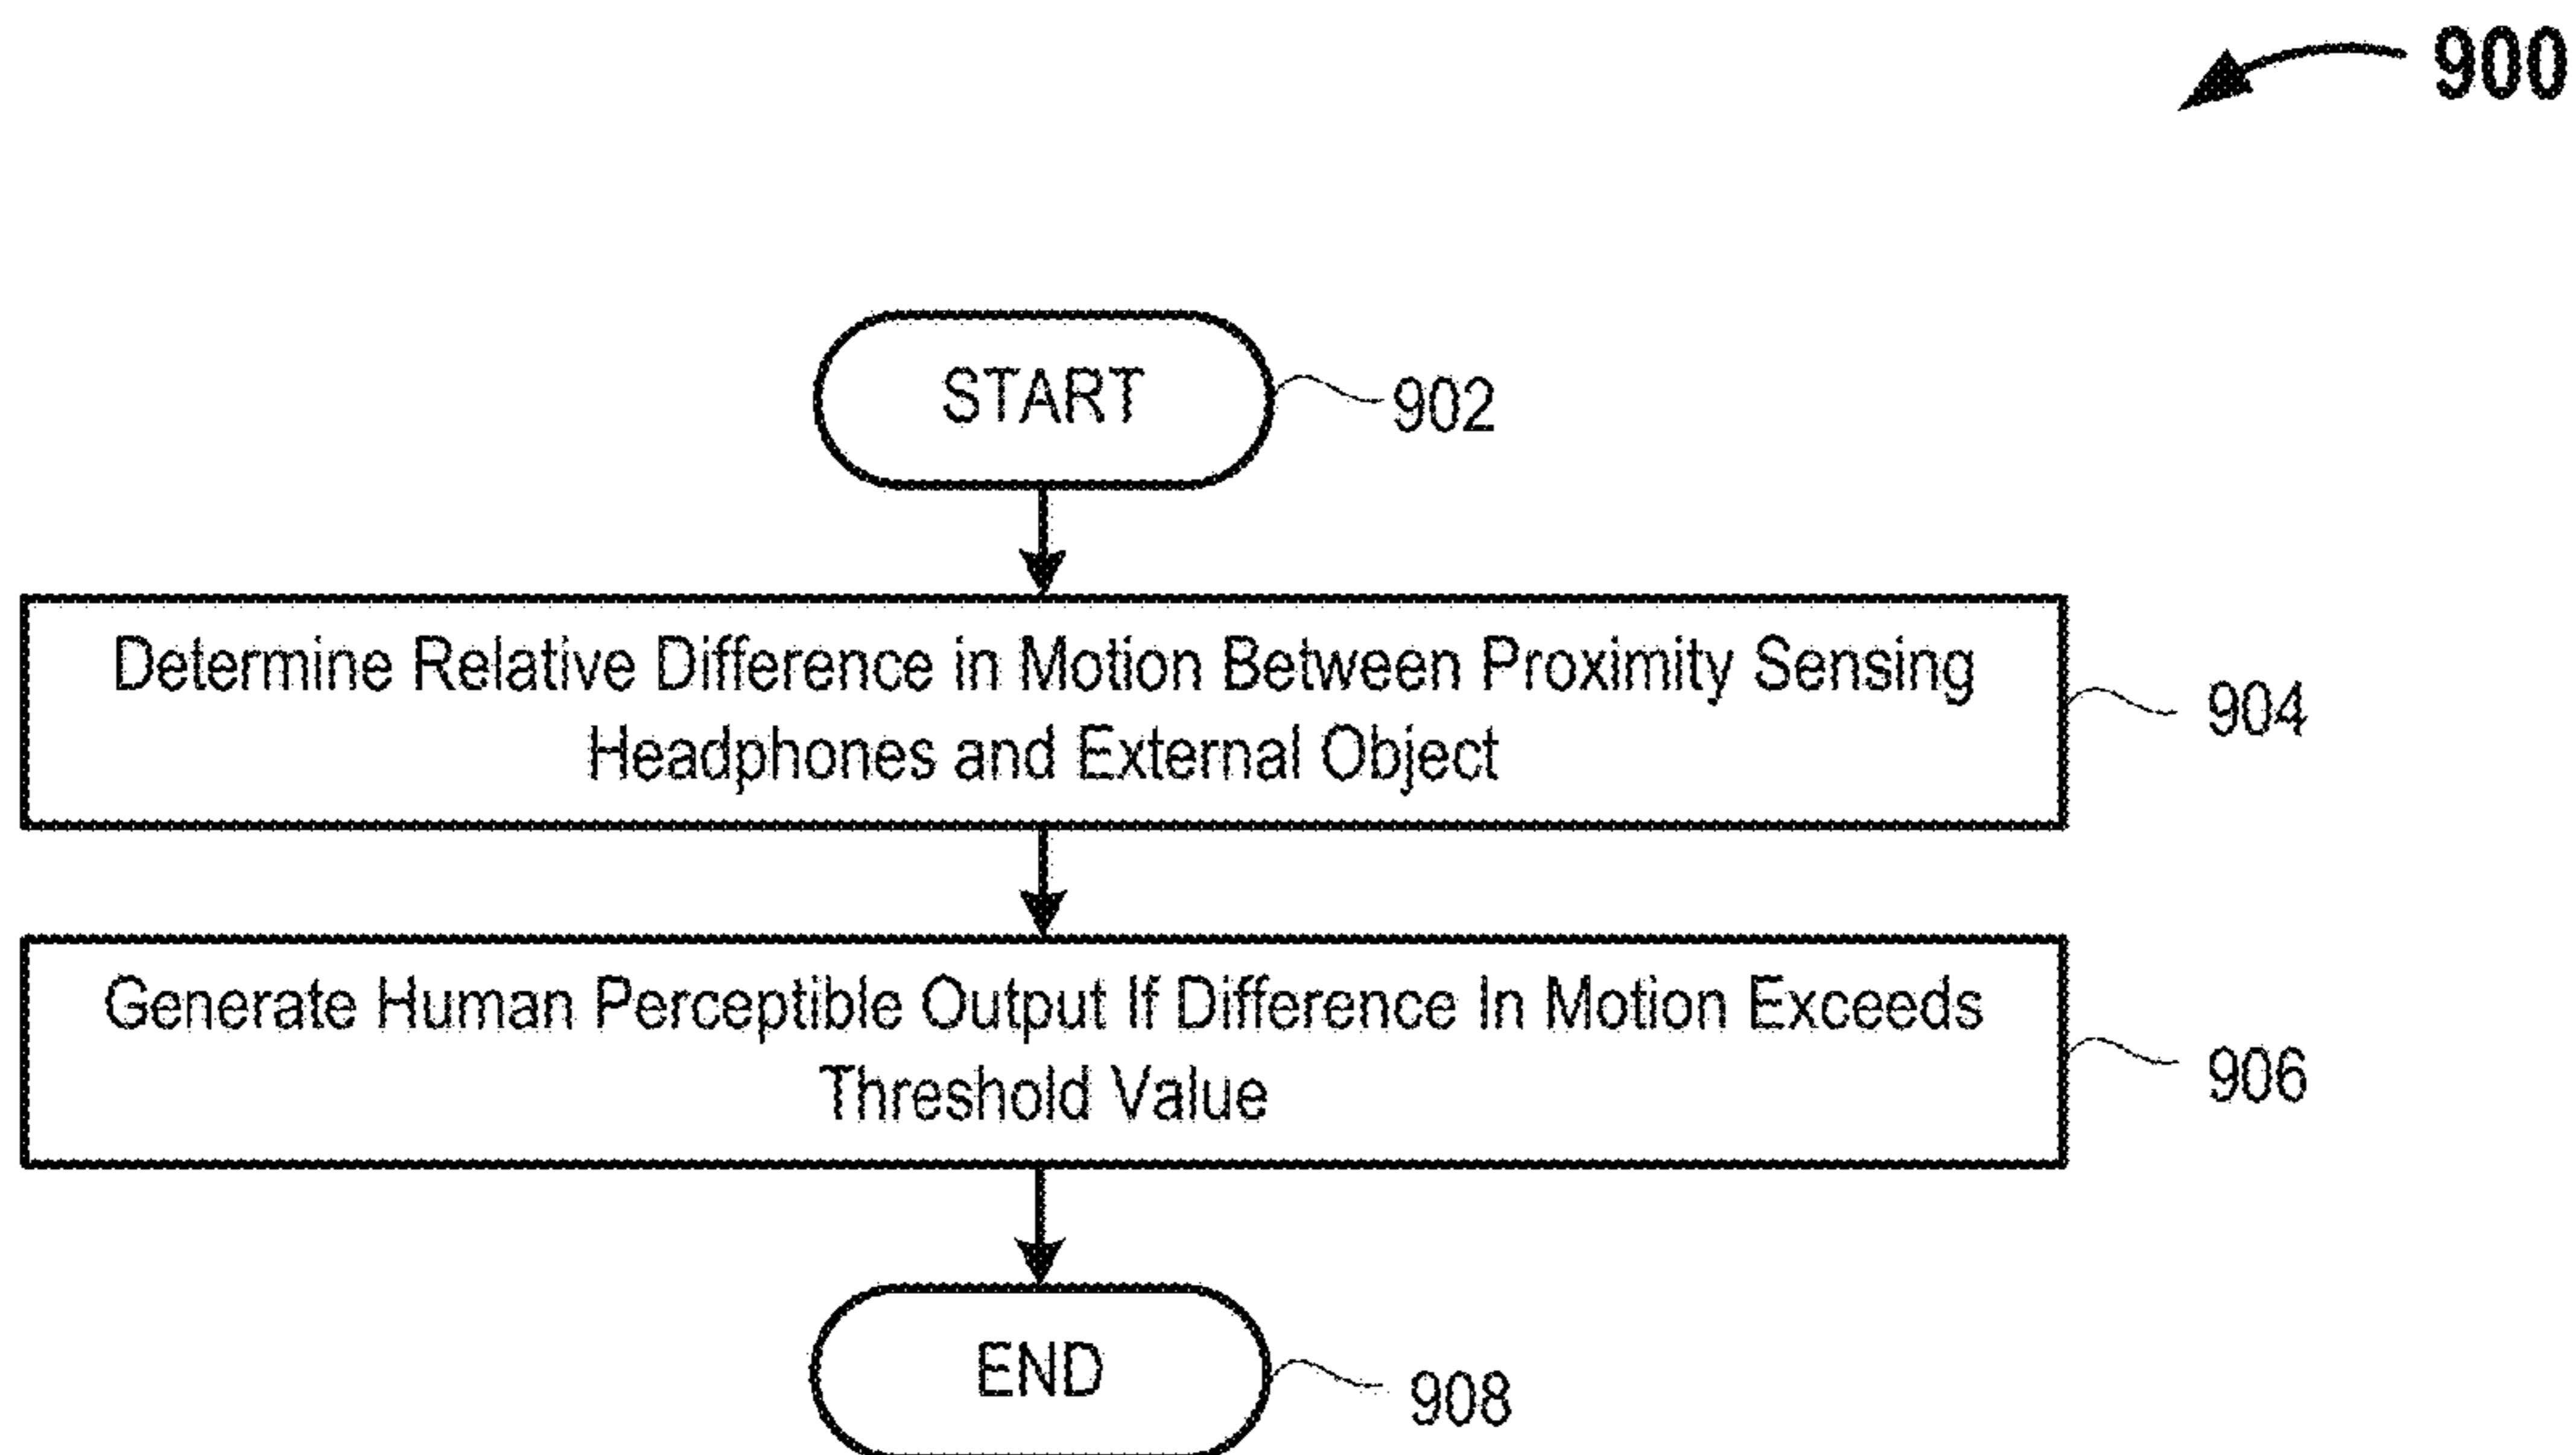 900
START
902
Determine Relative Difference in Motion Between Proximity Sensing
Headphones and External Object
904
Generate Human Perceptible Output If Difference In Motion Exceeds
Threshold Value
906
END
908